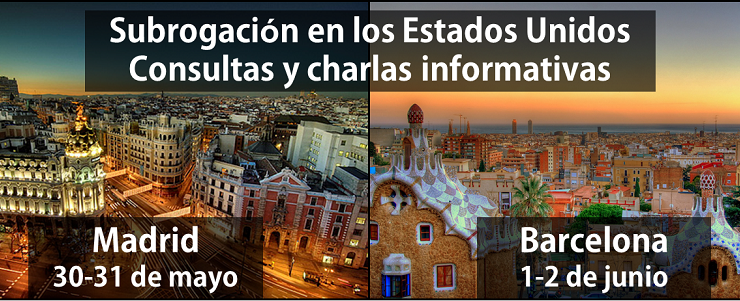 Subrogación en los Estados Unidos
Consultas y charlas informativas
Madrid
30-31 de mayo
Barcelona
1-2 de junio